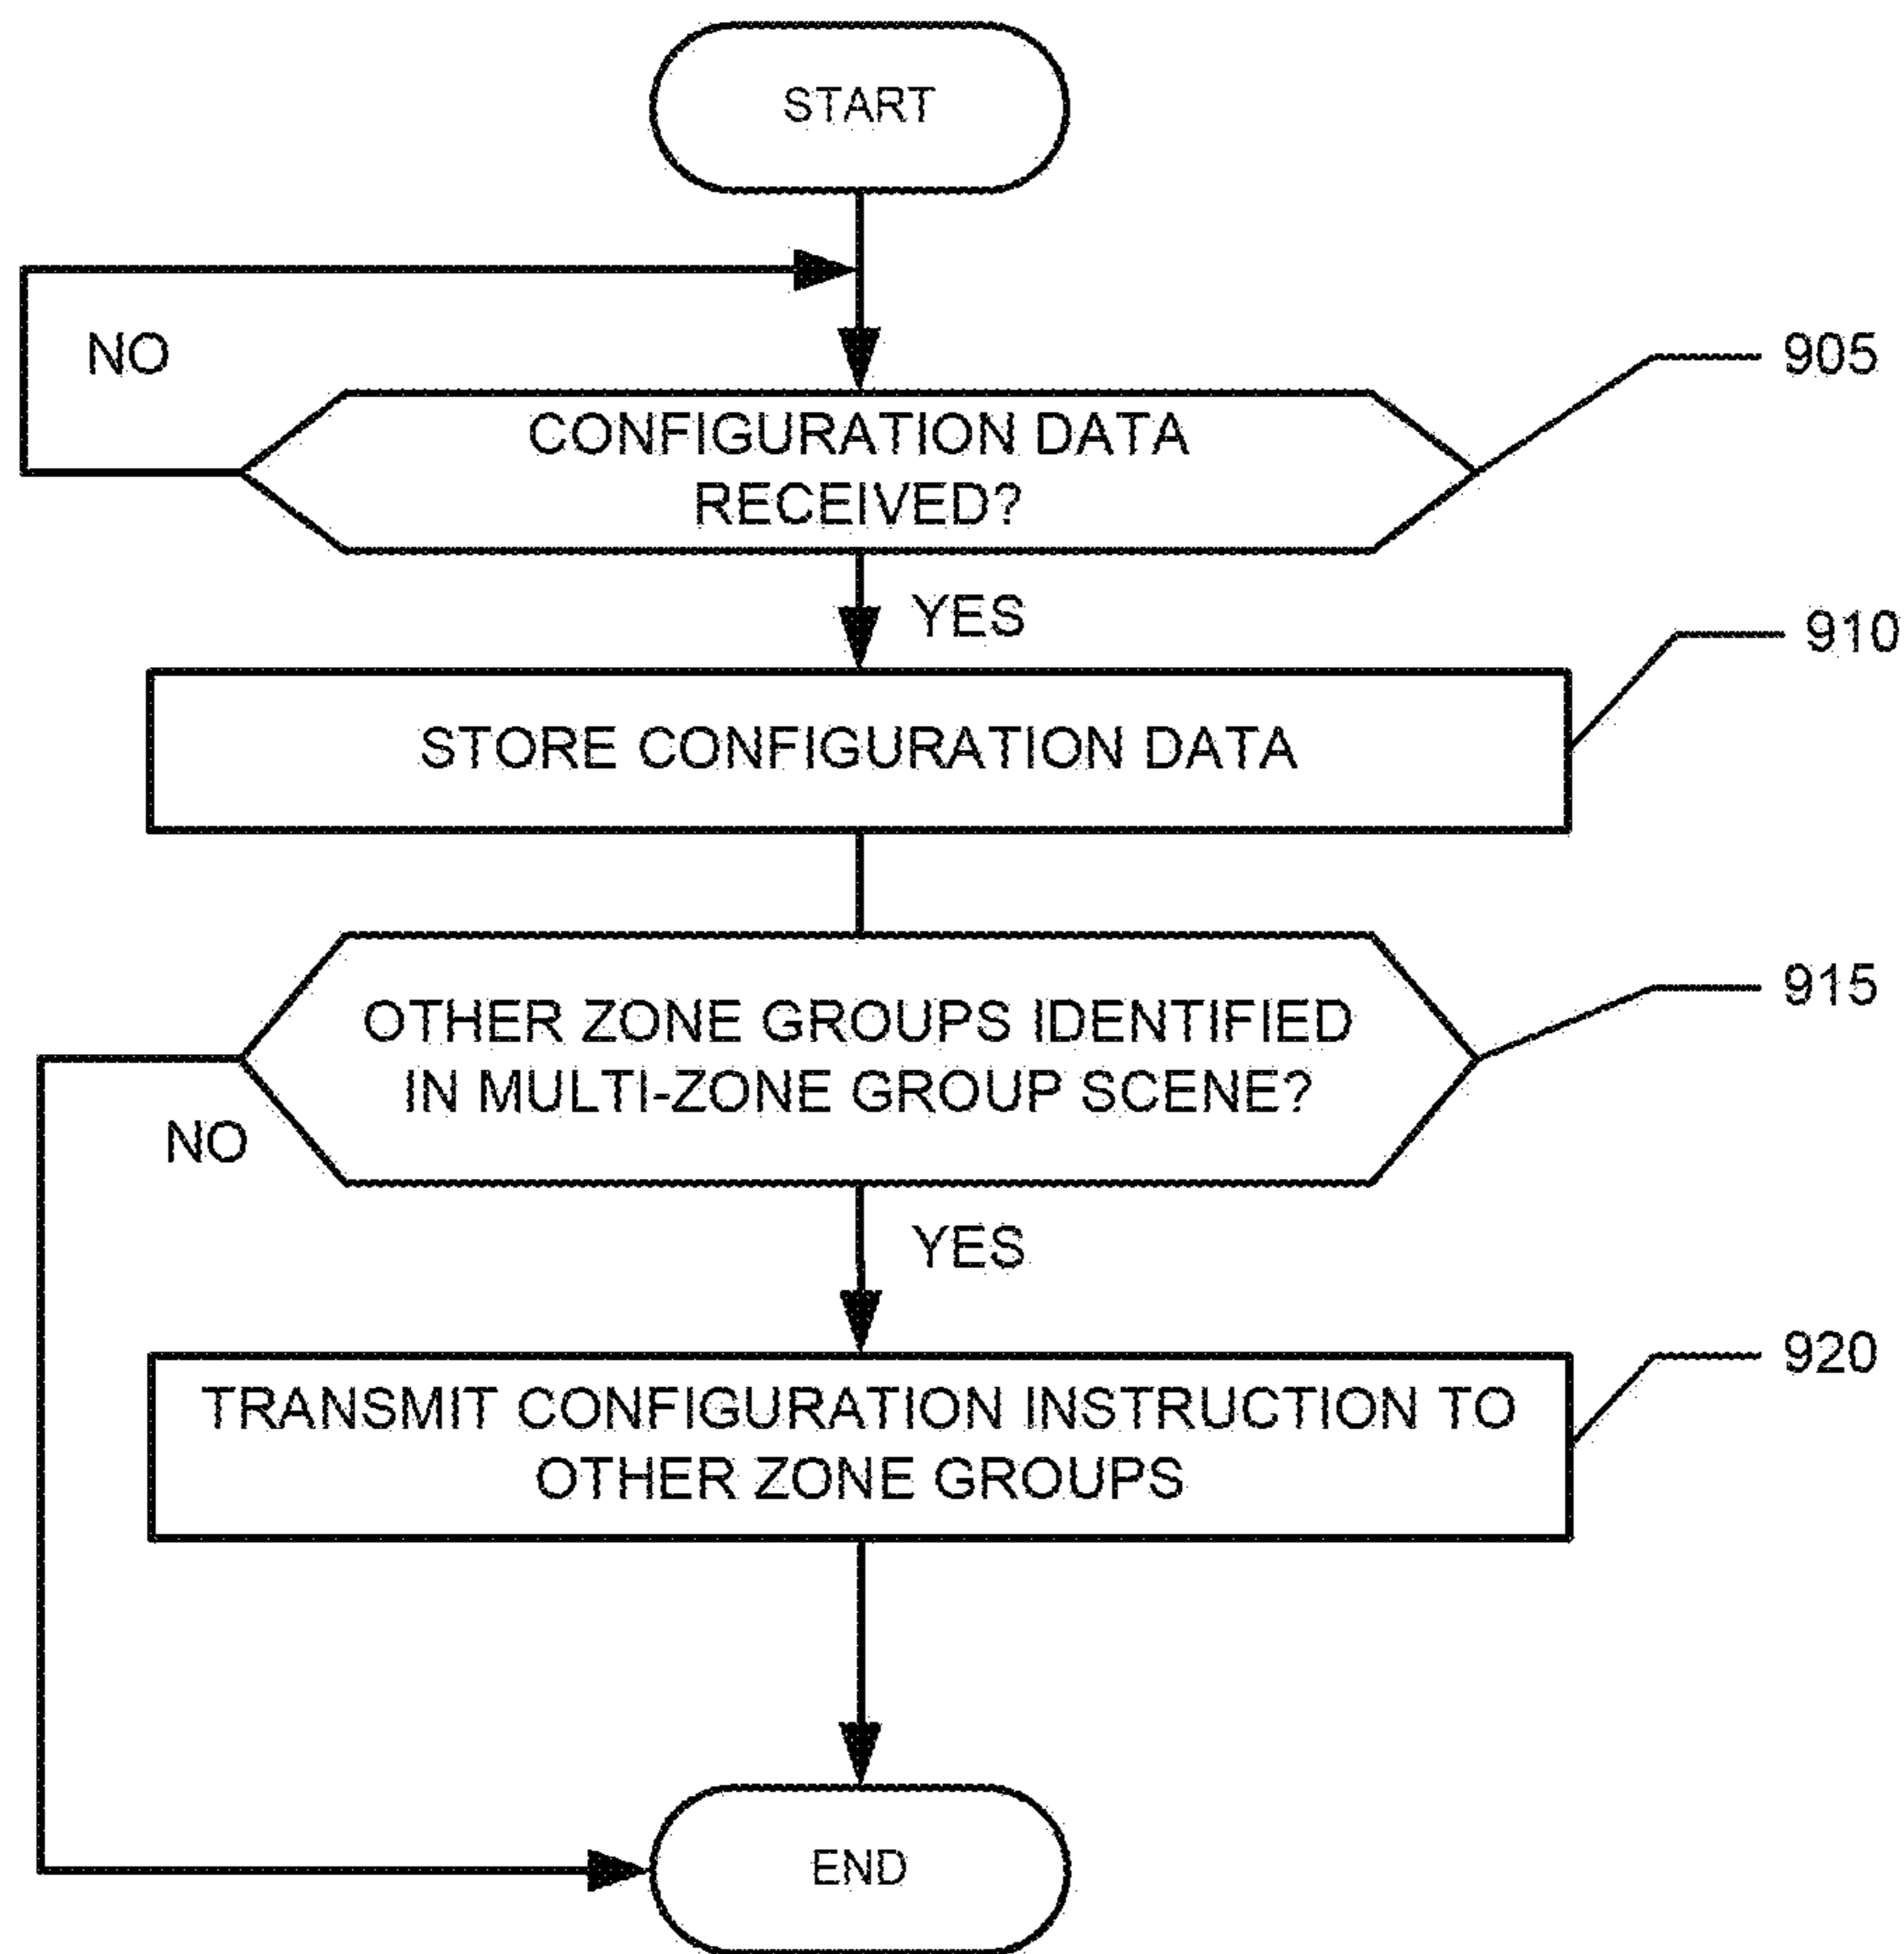 START
NO
905
CONFIGURATION DATA
RECEIVED?
YES
910
STORE CONFIGURATION DATA
915
OTHER ZONE GROUPS IDENTIFIED
IN MULTI-ZONE GROUP SCENE?
NO
YES
920
TRANSMIT CONFIGURATION INSTRUCTION TO
OTHER ZONE GROUPS
END